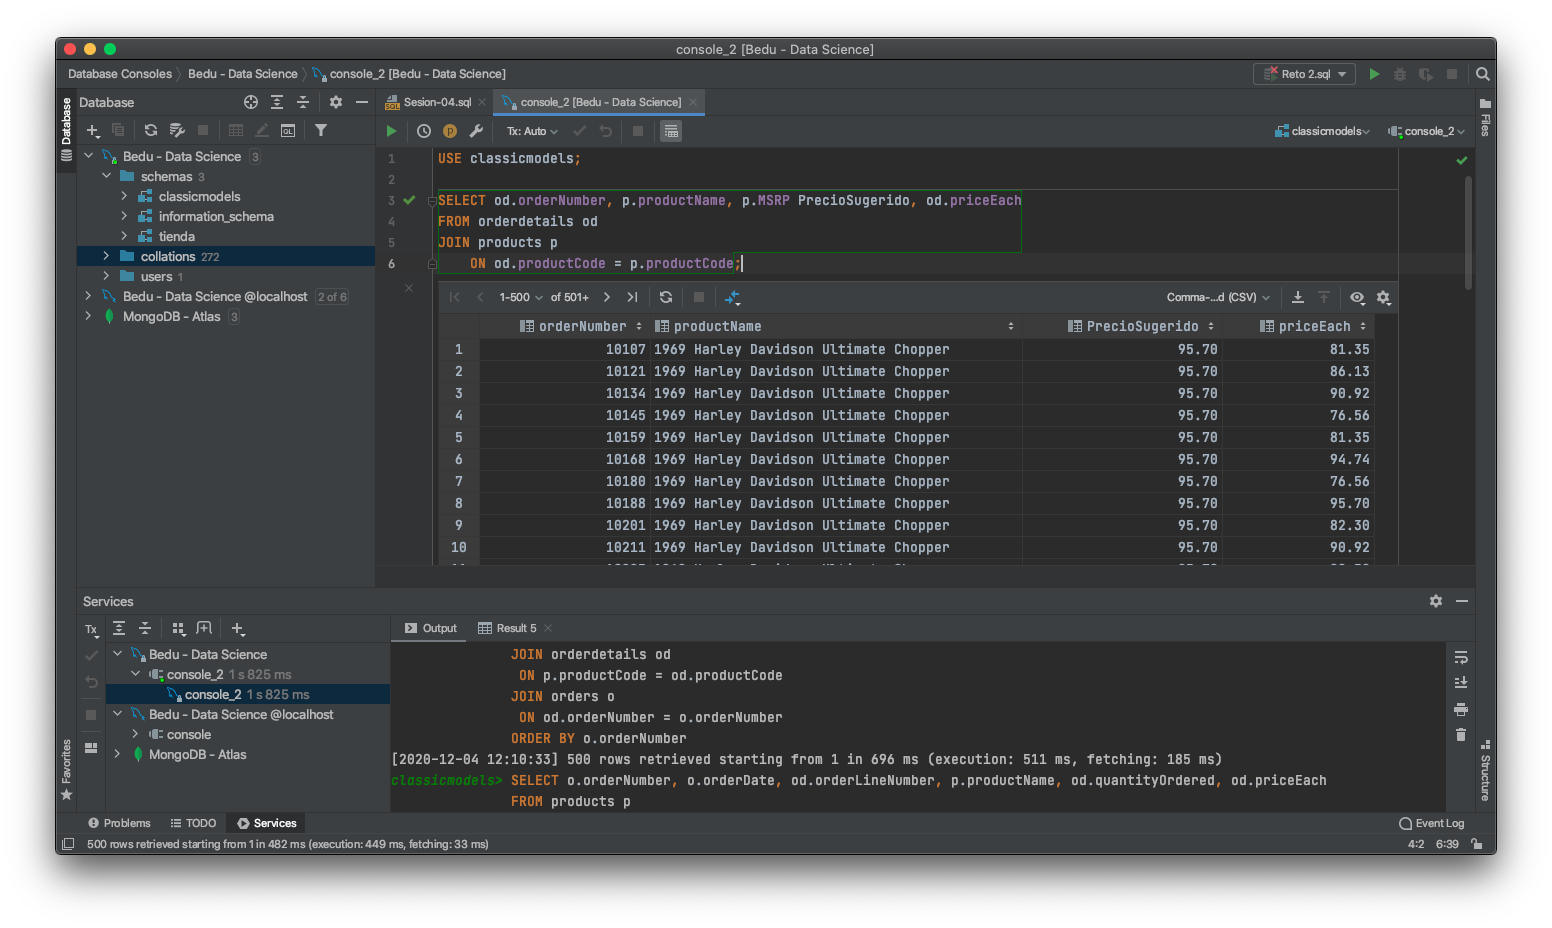 console_2 [Bedu - Data Science]
Database Consoles  Bedu - Data Science  console_2 [Bedu - Data Science]  Reto 2.sql
Database
Database  Sesion-04.sql  console_2 [Bedu - Data Science]
Files
Tx: Auto  classicmodels  console_2
Bedu - Data Science 3
schemas 3
classicmodels
information_schema
tienda
collations 272
users 1
Bedu - Data Science @localhost 2 of 6
MongoDB - Atlas 3
1 USE classicmodels;
2
3 SELECT od.orderNumber, p.productName, p.MSRP PrecioSugerido, od.priceEach
4 FROM orderdetails od
5 JOIN products p
6 ON od.productCode = p.productCode;
1-500 of 501+  Comma-...d (CSV)
orderNumber  productName  PrecioSugerido  priceEach
1 10107 1969 Harley Davidson Ultimate Chopper 95.70 81.35
2 10121 1969 Harley Davidson Ultimate Chopper 95.70 86.13
3 10134 1969 Harley Davidson Ultimate Chopper 95.70 90.92
4 10145 1969 Harley Davidson Ultimate Chopper 95.70 76.56
5 10159 1969 Harley Davidson Ultimate Chopper 95.70 81.35
6 10168 1969 Harley Davidson Ultimate Chopper 95.70 94.74
7 10180 1969 Harley Davidson Ultimate Chopper 95.70 76.56
8 10188 1969 Harley Davidson Ultimate Chopper 95.70 95.70
9 10201 1969 Harley Davidson Ultimate Chopper 95.70 82.30
10 10211 1969 Harley Davidson Ultimate Chopper 95.70 90.92
Services
Tx
Bedu - Data Science
console_2 1 s 825 ms
console_2 1 s 825 ms
Bedu - Data Science @localhost
console
MongoDB - Atlas
Output  Result 5
JOIN orderdetails od
ON p.productCode = od.productCode
JOIN orders o
ON od.orderNumber = o.orderNumber
ORDER BY o.orderNumber
[2020-12-04 12:10:33] 500 rows retrieved starting from 1 in 696 ms (execution: 511 ms, fetching: 185 ms)
classicmodels> SELECT o.orderNumber, o.orderDate, od.orderLineNumber, p.productName, od.quantityOrdered, od.priceEach
FROM products p
Favorites
Structure
Problems  TODO  Services  Event Log
500 rows retrieved starting from 1 in 482 ms (execution: 449 ms, fetching: 33 ms)  4:2  6:39